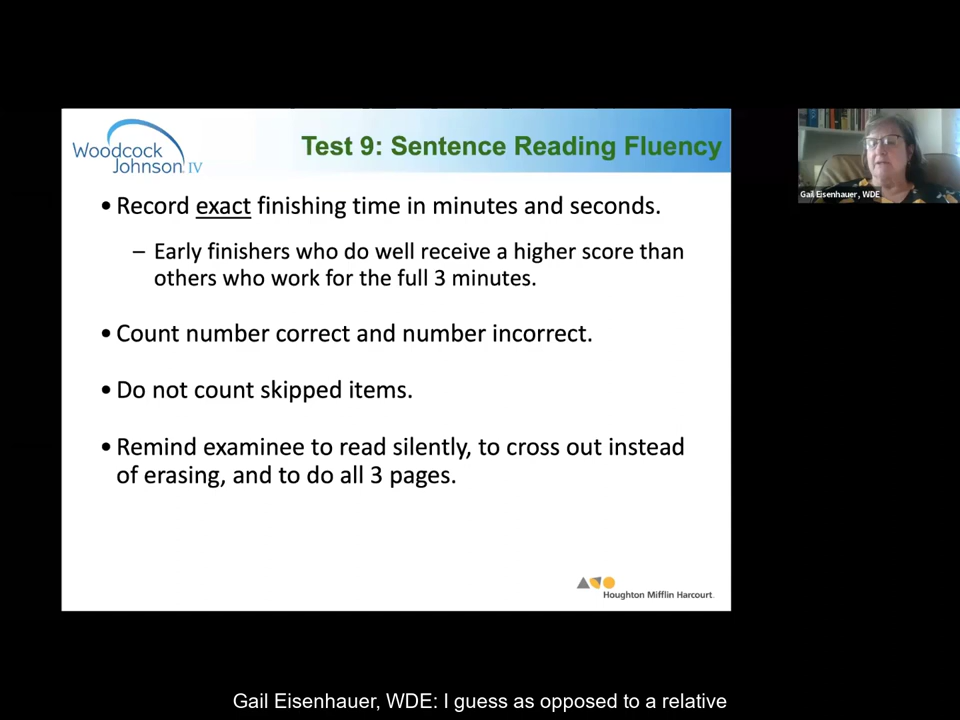 Woodcock
Johnson IV
Test 9: Sentence Reading Fluency
• Record exact finishing time in minutes and seconds.
– Early finishers who do well receive a higher score than
others who work for the full 3 minutes.
• Count number correct and number incorrect.
• Do not count skipped items.
• Remind examinee to read silently, to cross out instead
of erasing, and to do all 3 pages.
Houghton Mifflin Harcourt
Gail Eisenhauer, WDE
Gail Eisenhauer, WDE: I guess as opposed to a relative